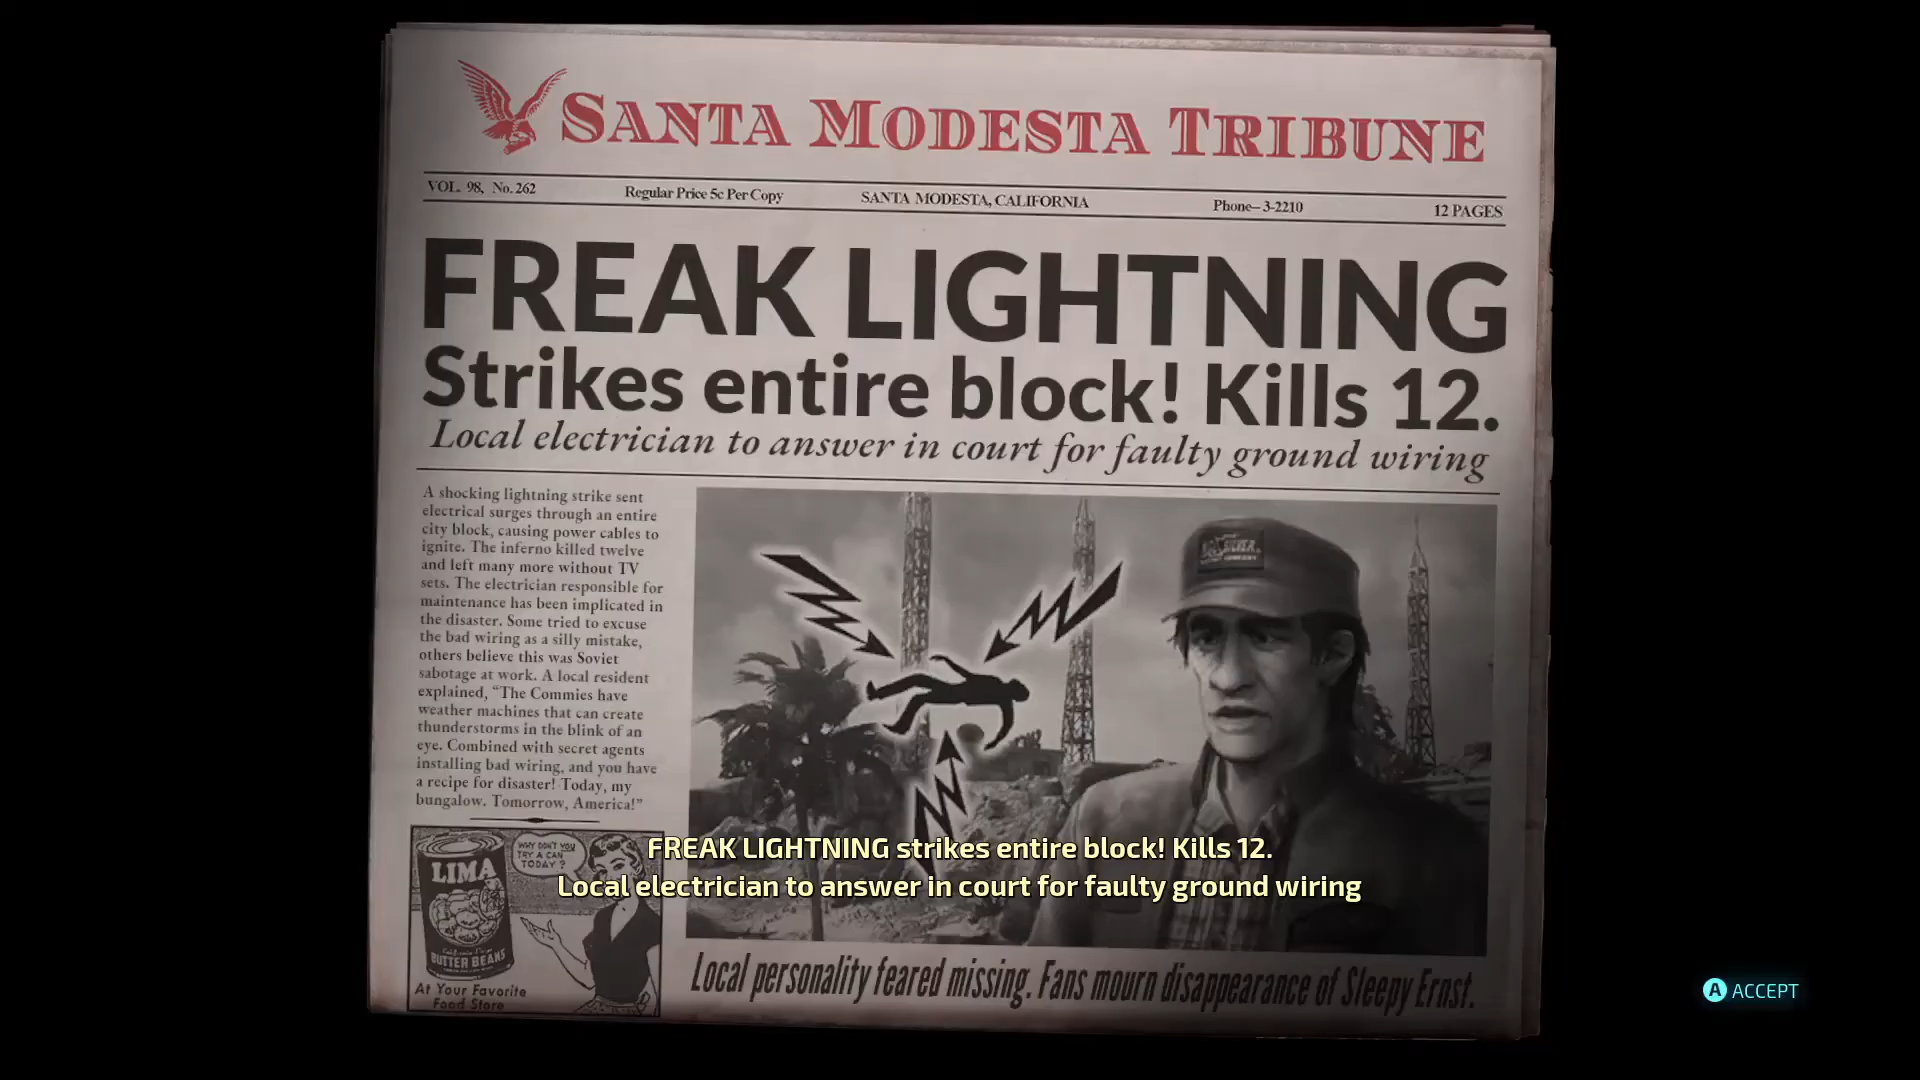 SANTA MODESTA TRIBUNE
VOL. 98, No. 262 Regular Price 5c Per Copy SANTA MODESTA, CALIFORNIA Phone–3-2210 12 PAGES
FREAK LIGHTNING
Strikes entire block! Kills 12.
Local electrician to answer in court for faulty ground wiring
A shocking lightning strike sent
electrical surges through an entire
city block, causing power cables to
ignite. The inferno killed twelve
and left many more without TV
sets. The electrician responsible for
maintenance has been implicated in
the disaster. Some tried to excuse
the bad wiring as a silly mistake,
others believe this was Soviet
sabotage at work. A local resident
explained, “The Commies have
weather machines that can create
thunderstorms in the blink of an
eye. Combined with secret agents
installing bad wiring, and you have
a recipe for disaster! Today, my
bungalow. Tomorrow, America!”
LIMA
BUTTER BEANS
WHY DON'T YOU
TRY A CAN
TODAY?
At Your Favorite
Food Store
FREAK LIGHTNING strikes entire block! Kills 12.
Local electrician to answer in court for faulty ground wiring
Local personality feared missing. Fans mourn disappearance of Sleepy Ernst.
A ACCEPT